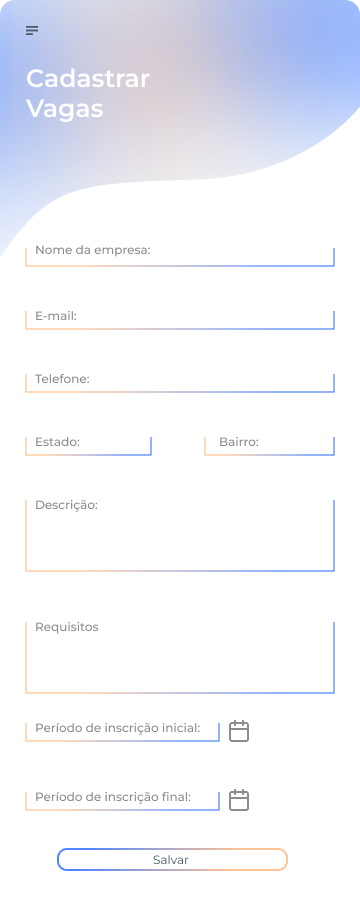 Cadastrar
Vagas
Nome da empresa:
E-mail:
Telefone:
Estado:
Bairro:
Descrição:
Requisitos
Período de inscrição inicial:
Período de inscrição final:
Salvar